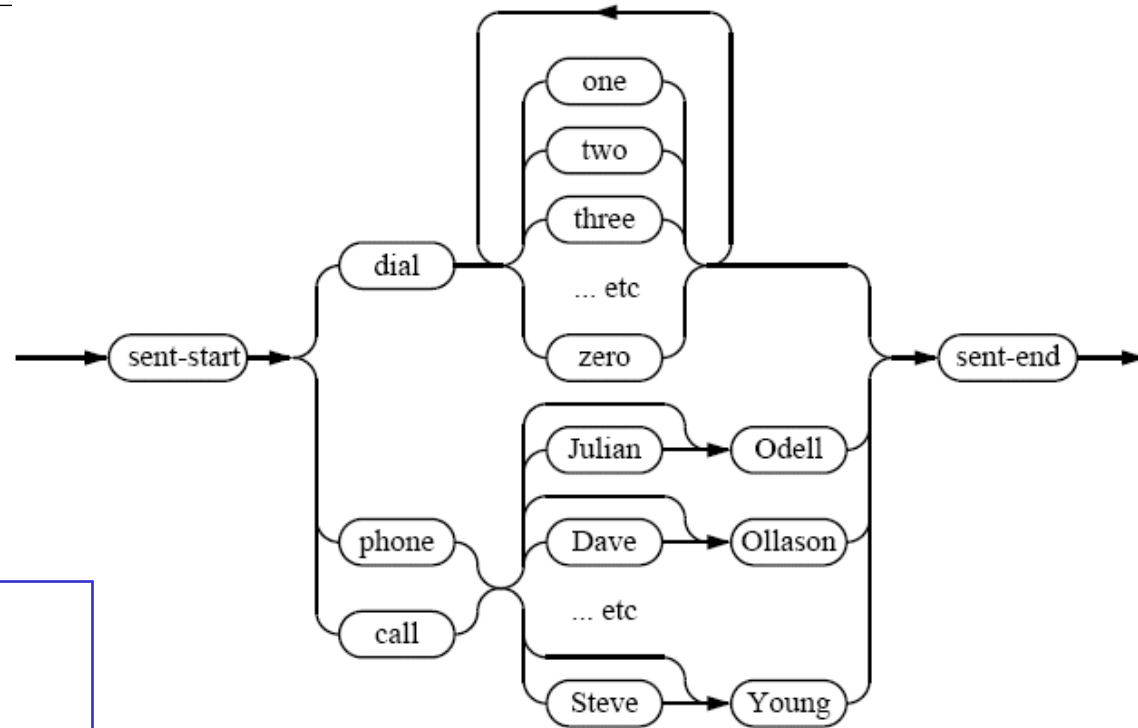 one
two
three
dial
... etc
sent-start
zero
sent-end
Julian
Odell
phone
Dave
Ollason
... etc
call
Steve
Young